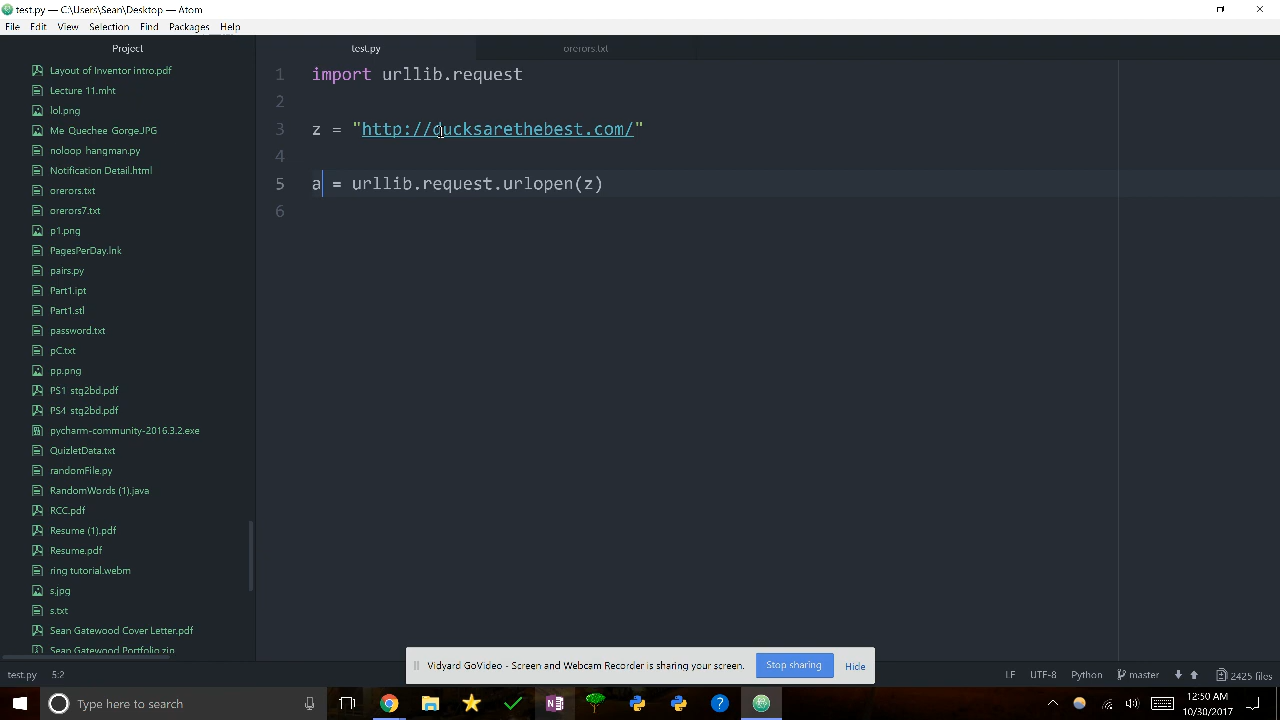 test.py — C:\Users\Sean\Desktop — Atom
File Edit View Selection Find Packages Help
Project
test.py
orerors.txt
Layout of Inventor intro.pdf
Lecture 11.mht
lol.png
Me Quechee Gorge.JPG
noloop_hangman.py
Notification Detail.html
orerors.txt
orerors7.txt
p1.png
PagesPerDay.lnk
pairs.py
Part1.ipt
Part1.stl
password.txt
pC.txt
pp.png
PS1 stg2bd.pdf
PS4 stg2bd.pdf
pycharm-community-2016.3.2.exe
QuizletData.txt
randomFile.py
RandomWords (1).java
RCC.pdf
Resume (1).pdf
Resume.pdf
ring tutorial.webm
s.jpg
s.txt
Sean Gatewood Cover Letter.pdf
Sean Gatewood Portfolio.zip
1 import urllib.request
2
3 z = "http://ducksarethebest.com/"
4
5 a = urllib.request.urlopen(z)
6
Vidyard GoVideo - Screen and Webcam Recorder is sharing your screen. Stop sharing Hide
test.py 5:2 LF UTF-8 Python master 2425 files
Type here to search
12:50 AM
10/30/2017